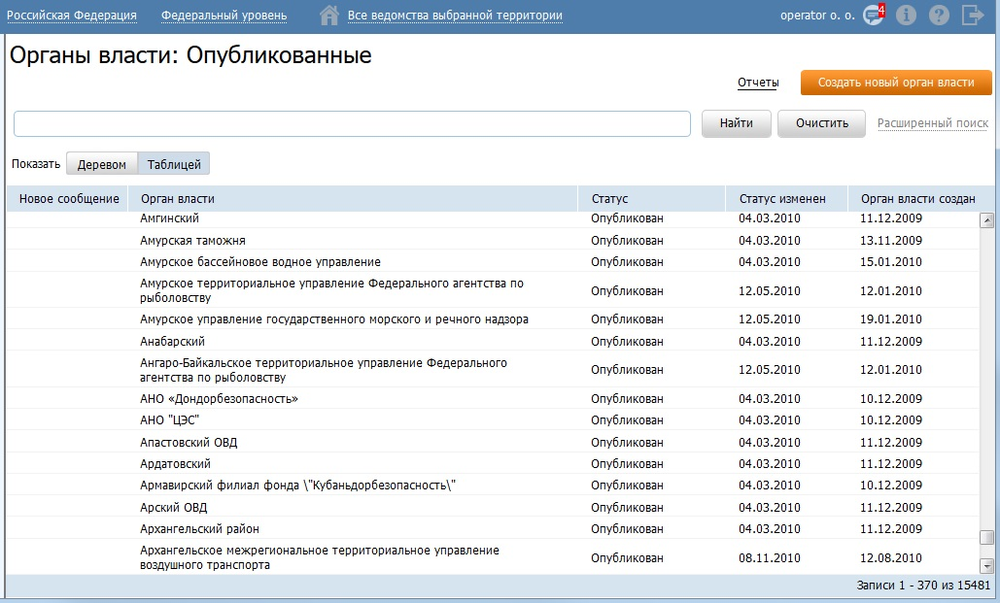 Российская Федерация Федеральный уровень Все ведомства выбранной территории operator о. о. 4
Органы власти: Опубликованные
Отчеты Создать новый орган власти
Найти Очистить Расширенный поиск
Показать Деревом Таблицей
Новое сообщение Орган власти Статус Статус изменен Орган власти создан
Амгинский Опубликован 04.03.2010 11.12.2009
Амурская таможня Опубликован 04.03.2010 13.11.2009
Амурское бассейновое водное управление Опубликован 04.03.2010 15.01.2010
Амурское территориальное управление Федерального агентства по
рыболовству Опубликован 12.05.2010 12.01.2010
Амурское управление государственного морского и речного надзора Опубликован 12.05.2010 19.01.2010
Анабарский Опубликован 04.03.2010 11.12.2009
Ангаро-Байкальское территориальное управление Федерального
агентства по рыболовству Опубликован 12.05.2010 12.01.2010
АНО «Дондорбезопасность» Опубликован 04.03.2010 10.12.2009
АНО "ЦЭС" Опубликован 04.03.2010 10.12.2009
Апастовский ОВД Опубликован 04.03.2010 11.12.2009
Ардатовский Опубликован 04.03.2010 11.12.2009
Армавирский филиал фонда \"Кубаньдорбезопасность\" Опубликован 04.03.2010 10.12.2009
Арский ОВД Опубликован 04.03.2010 11.12.2009
Архангельский район Опубликован 04.03.2010 11.12.2009
Архангельское межрегиональное территориальное управление
воздушного транспорта Опубликован 08.11.2010 12.08.2010
Записи 1 - 370 из 15481